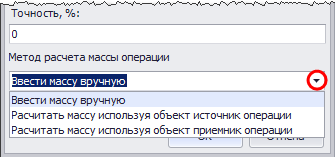 Точность, %:
0
Метод расчета массы операции
Ввести массу вручную
Ввести массу вручную
Расчитать массу используя объект источник операции
Расчитать массу используя объект приемник операции